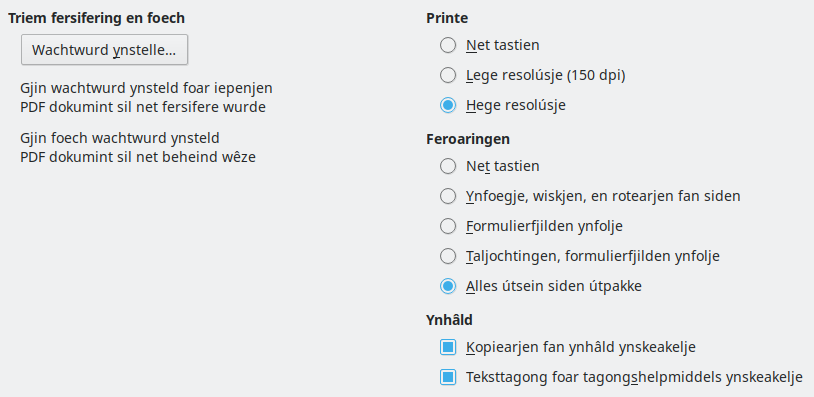 Triem fersifering en foech
Wachtwurd ynstelle...
Gjin wachtwurd ynsteld foar iepenjen
PDF dokumint sil net fersifere wurde
Gjin foech wachtwurd ynsteld
PDF dokumint sil net beheind wêze
Printe
Net tastien
Lege resolúsje (150 dpi)
Hege resolúsje
Feroaringen
Net tastien
Ynfoegje, wiskjen, en rotearjen fan siden
Formulierfjilden ynfolje
Taljochtingen, formulierfjilden ynfolje
Alles útsein siden útpakke
Ynhâld
Kopiearjen fan ynhâld ynskeakelje
Teksttagong foar tagongshelpmiddels ynskeakelje